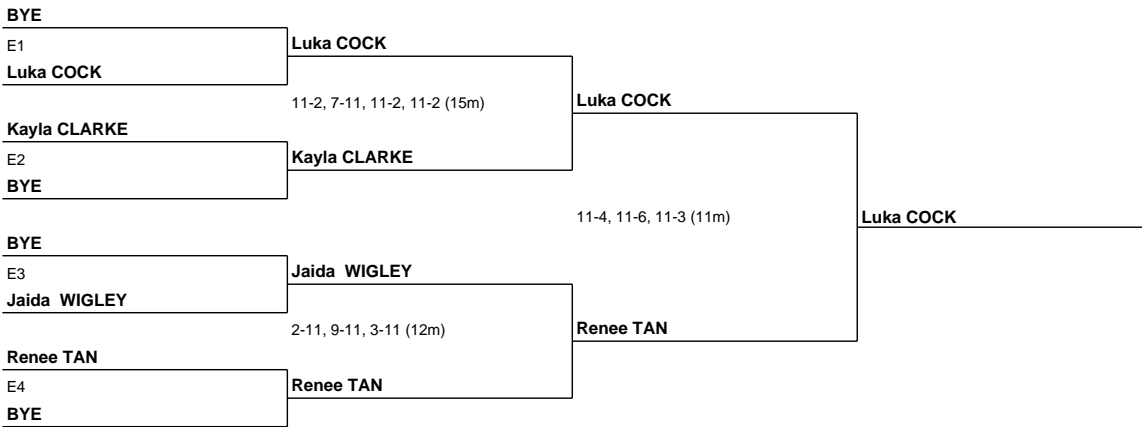 BYE
E1
Luka COCK
Luka COCK
11-2, 7-11, 11-2, 11-2 (15m)
Luka COCK
Kayla CLARKE
E2
Kayla CLARKE
BYE
11-4, 11-6, 11-3 (11m)
Luka COCK
BYE
E3
Jaida WIGLEY
Jaida WIGLEY
2-11, 9-11, 3-11 (12m)
Renee TAN
Renee TAN
E4
Renee TAN
BYE